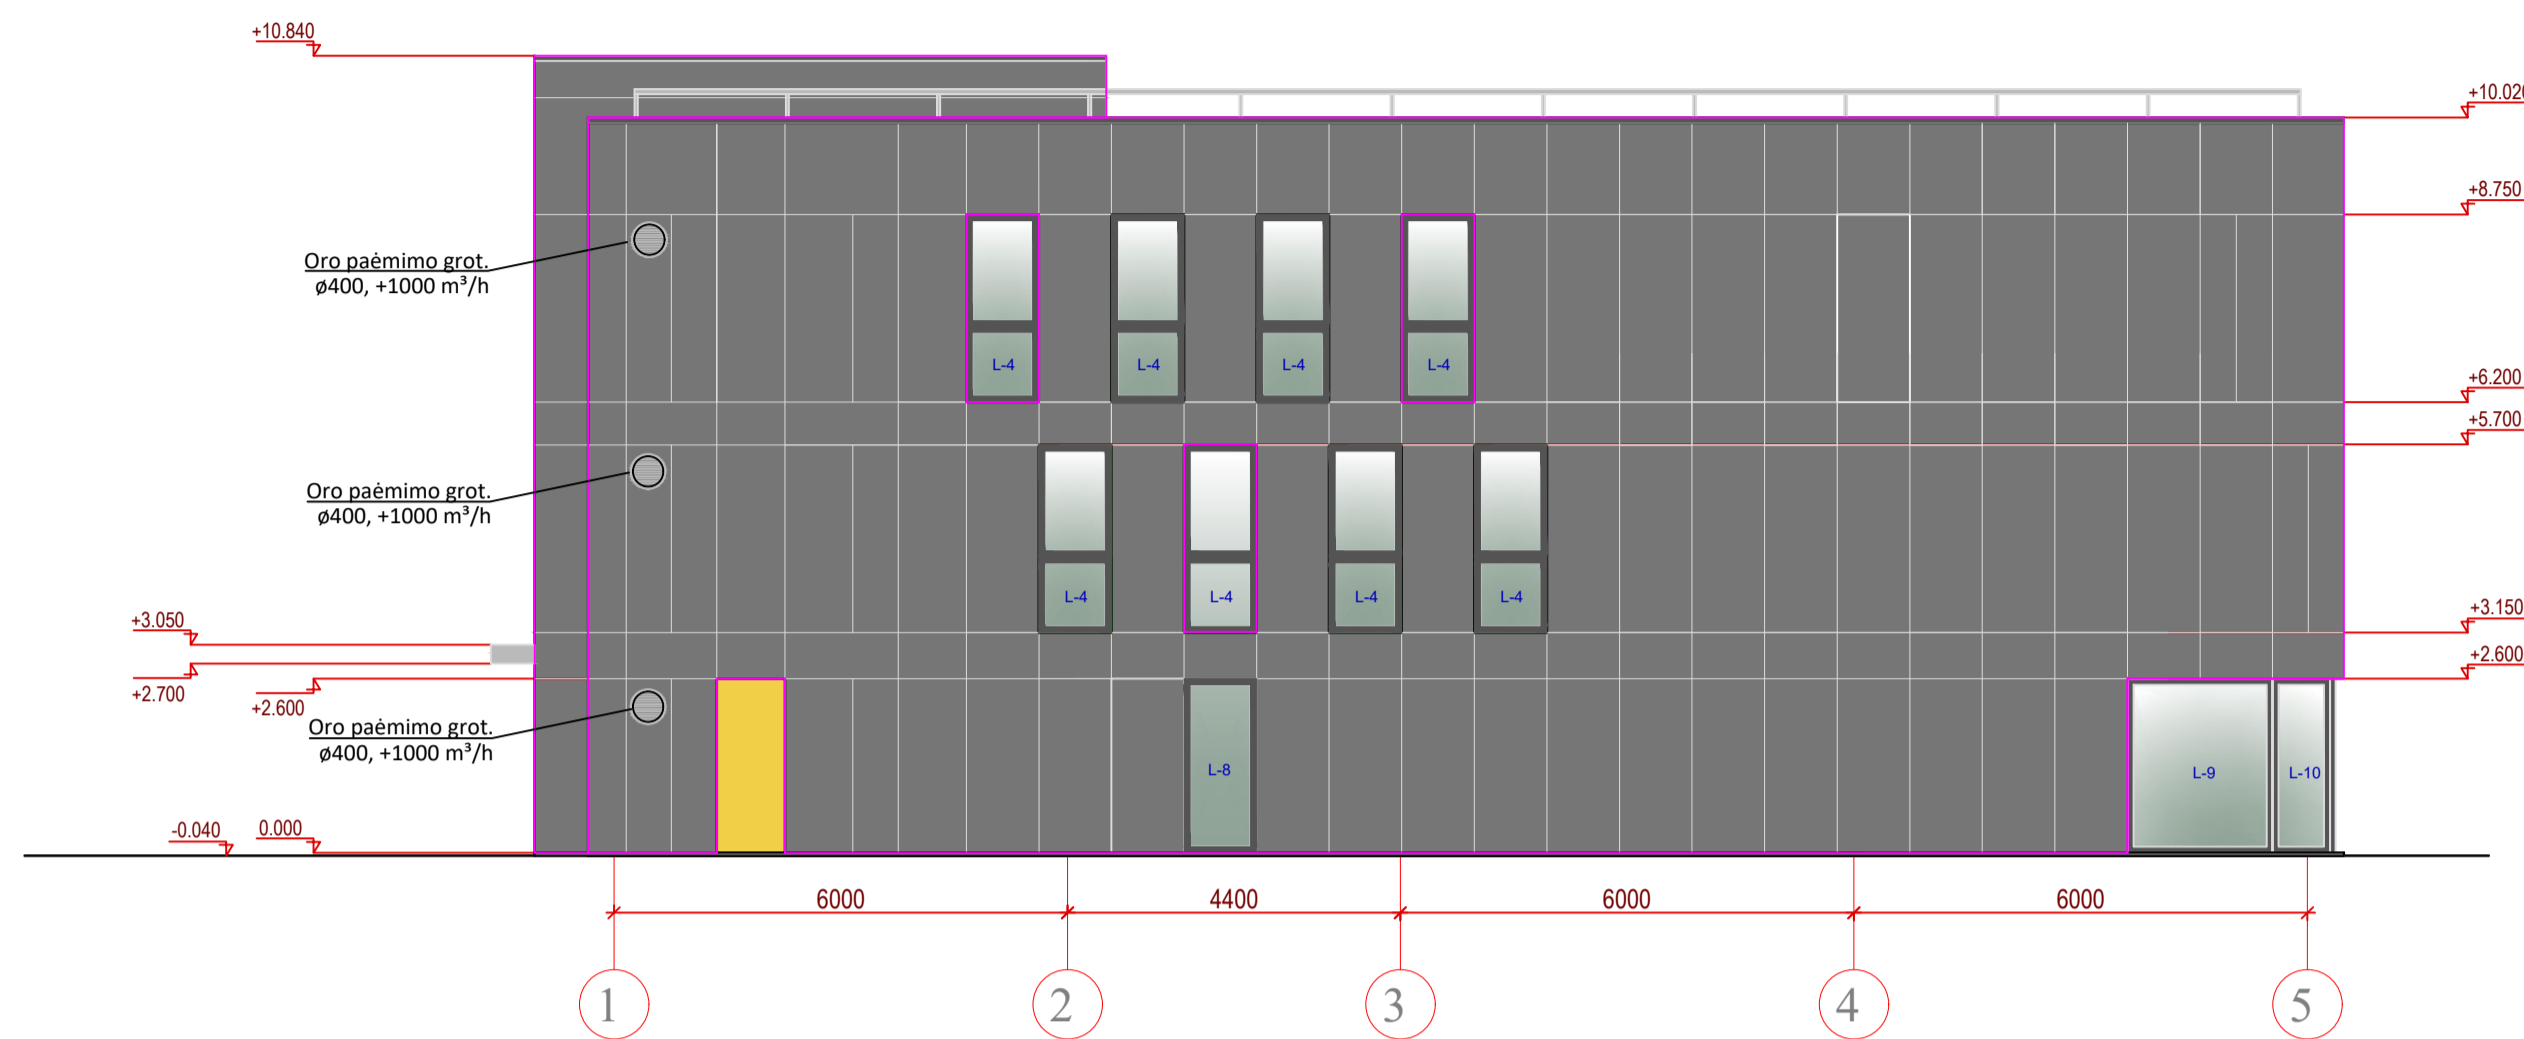 +10.840
+10.020
+8.750
Oro paėmimo grot.
ø400, +1000 m³/h
L-4
L-4
L-4
L-4
+6.200
+5.700
Oro paėmimo grot.
ø400, +1000 m³/h
L-4
L-4
L-4
L-4
+3.050
+3.150
+2.600
+2.700
+2.600
Oro paėmimo grot.
ø400, +1000 m³/h
L-8
L-9
L-10
-0.040
0.000
6000
4400
6000
6000
1
2
3
4
5